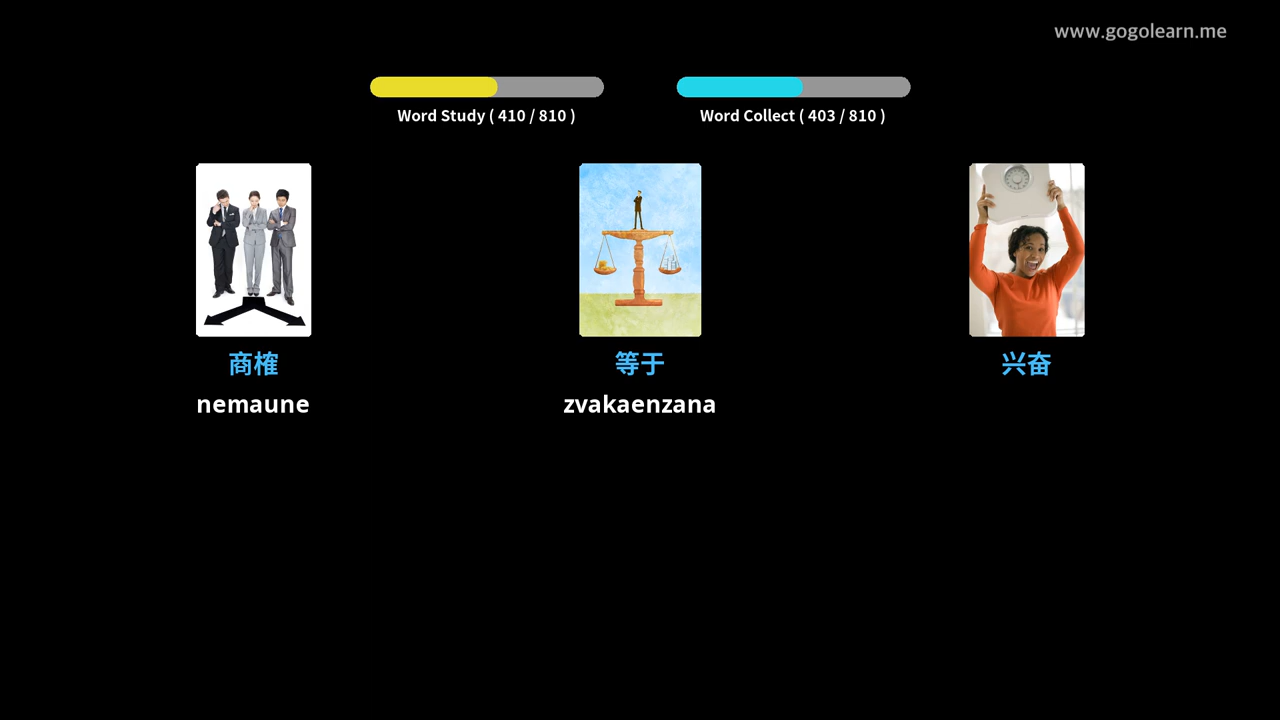 www.gogolearn.me
Word Study ( 410 / 810 )
Word Collect ( 403 / 810 )
商榷
nemaune
等于
zvakaenzana
兴奋